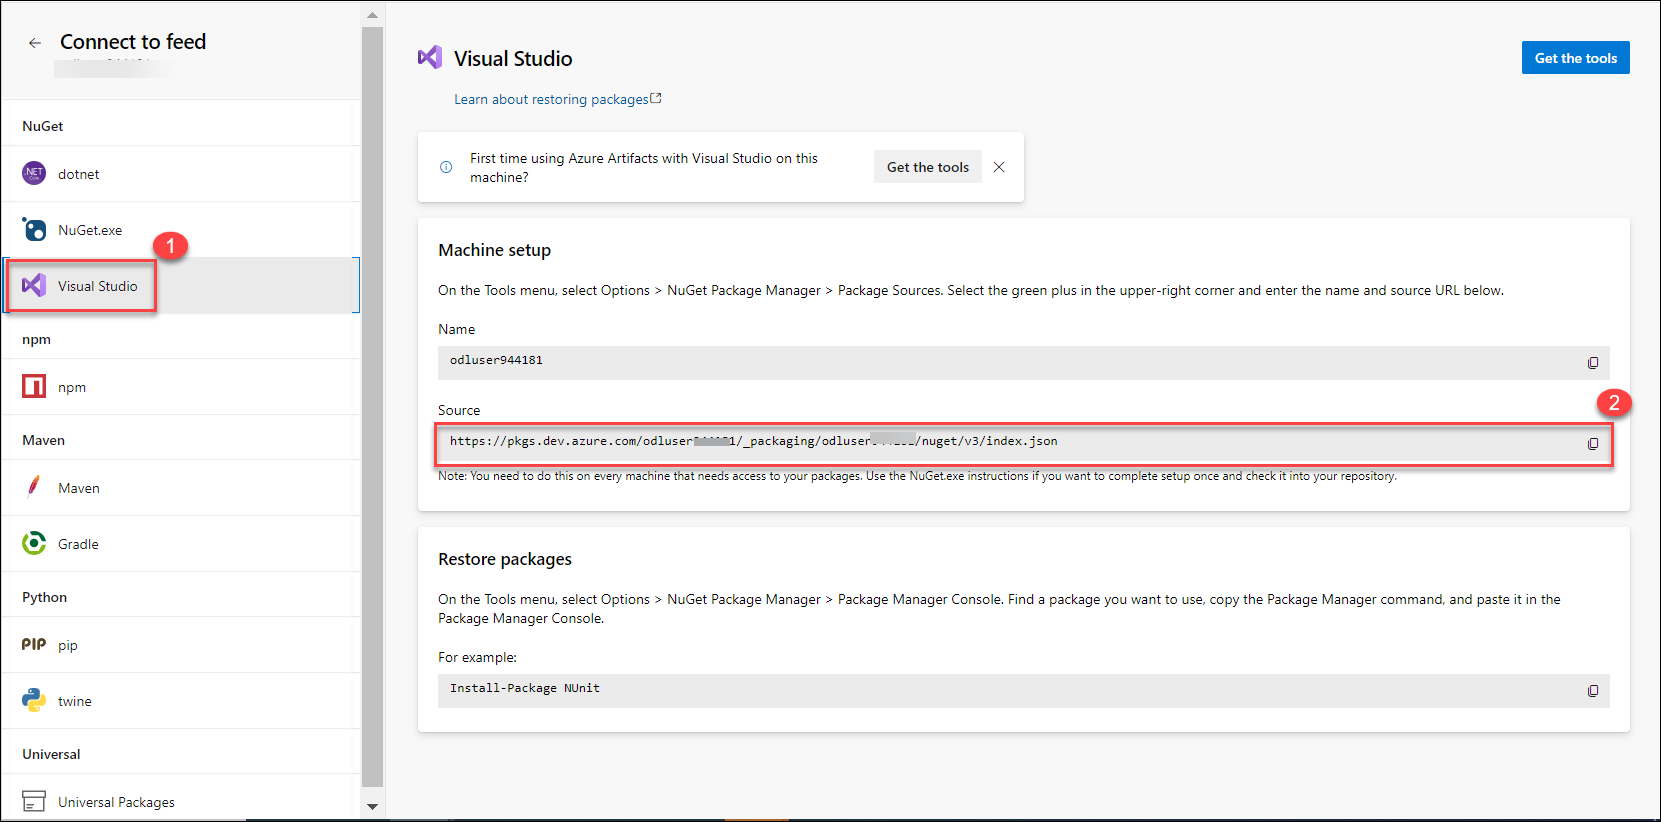 Connect to feed
NuGet
.NET
Core
dotnet
NuGet.exe
1
Visual Studio
npm
npm
Maven
Maven
Gradle
Python
PIP pip
twine
Universal
Universal Packages
Visual Studio
Get the tools
Learn about restoring packages
First time using Azure Artifacts with Visual Studio on this
machine?
Get the tools
Machine setup
On the Tools menu, select Options > NuGet Package Manager > Package Sources. Select the green plus in the upper-right corner and enter the name and source URL below.
Name
odluser944181
Source
2
https://pkgs.dev.azure.com/odluser 1/_packaging/odluser /nuget/v3/index.json
Note: You need to do this on every machine that needs access to your packages. Use the NuGet.exe instructions if you want to complete setup once and check it into your repository.
Restore packages
On the Tools menu, select Options > NuGet Package Manager > Package Manager Console. Find a package you want to use, copy the Package Manager command, and paste it in the
Package Manager Console.
For example:
Install-Package NUnit